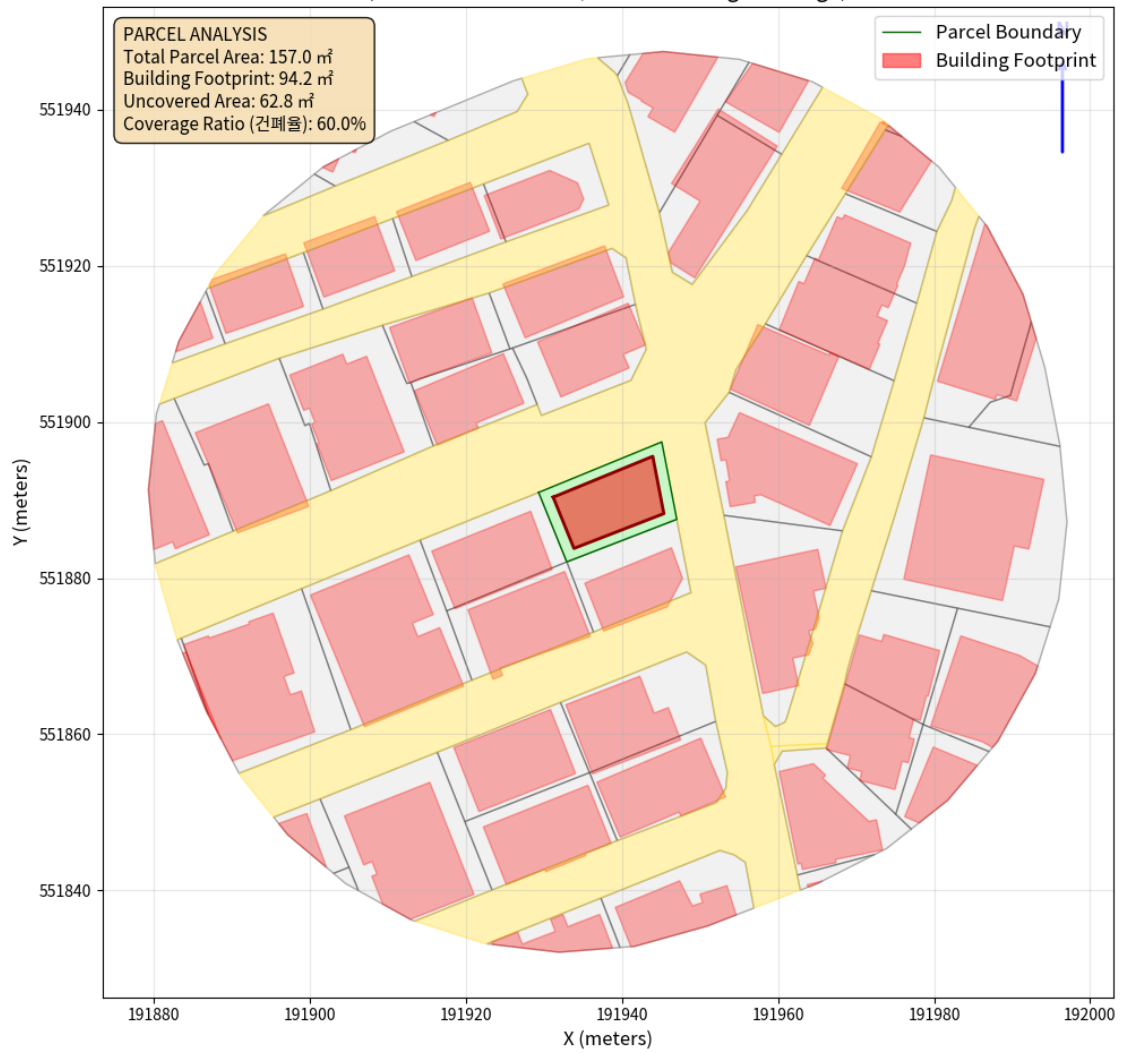 PARCEL ANALYSIS
Total Parcel Area: 157.0 ㎡
Building Footprint: 94.2 ㎡
Uncovered Area: 62.8 ㎡
Coverage Ratio (건폐율): 60.0%
N
Parcel Boundary
Building Footprint
551940
551920
551900
551880
551860
551840
Y (meters)
191880
191900
191920
191940
191960
191980
192000
X (meters)